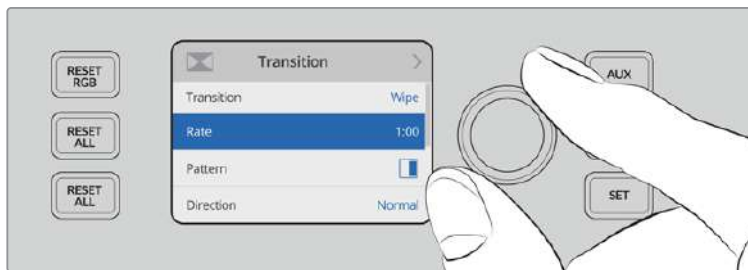 RESET
RGB
RESET
ALL
RESET
ALL
Transition
Transition Wipe
Rate 1:00
Pattern
Direction Normal
AUX
SET